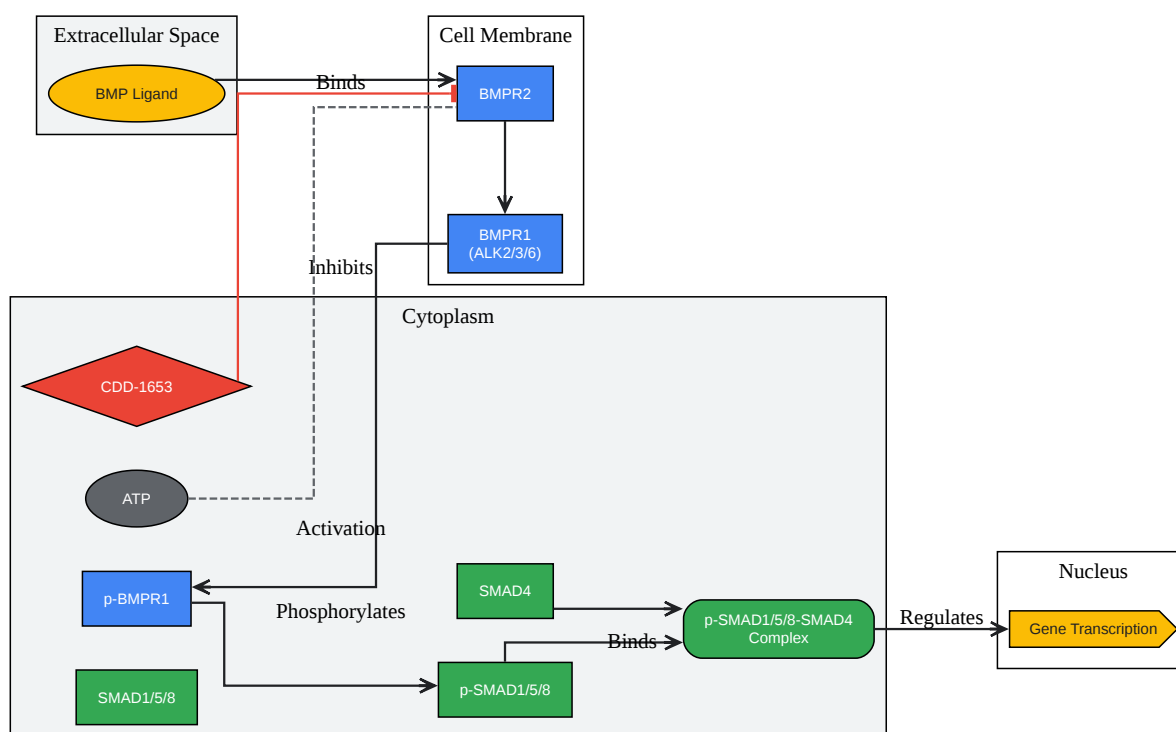 Extracellular Space
Cell Membrane
BMP Ligand
Binds
BMPR2
BMPR1
(ALK2/3/6)
Inhibits
Cytoplasm
CDD-1653
ATP
Activation
p-BMPR1
Phosphorylates
SMAD4
p-SMAD1/5/8-SMAD4
Complex
Regulates
Nucleus
Gene Transcription
Binds
SMAD1/5/8
p-SMAD1/5/8